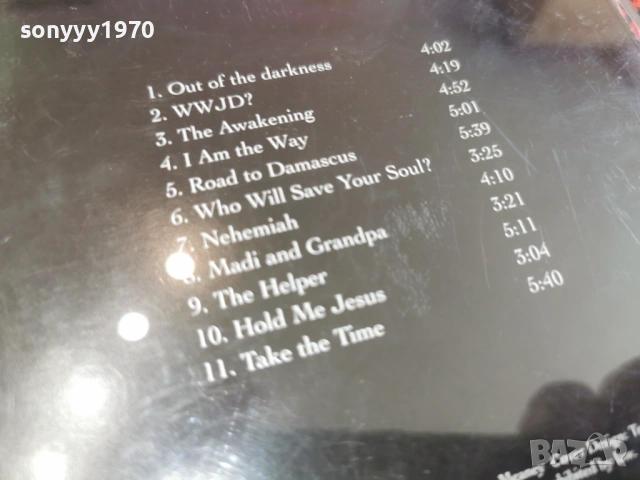 sonyyy1970
1. Out of the darkness 4:02
2. WWJD? 4:19
3. The Awakening 4:52
4. I Am the Way 5:01
5. Road to Damascus 5:39
6. Who Will Save Your Soul? 3:25
7. Nehemiah 4:10
8. Madi and Grandpa 3:21
9. The Helper 5:11
10. Hold Me Jesus 3:04
11. Take the Time 5:40
BAZAR